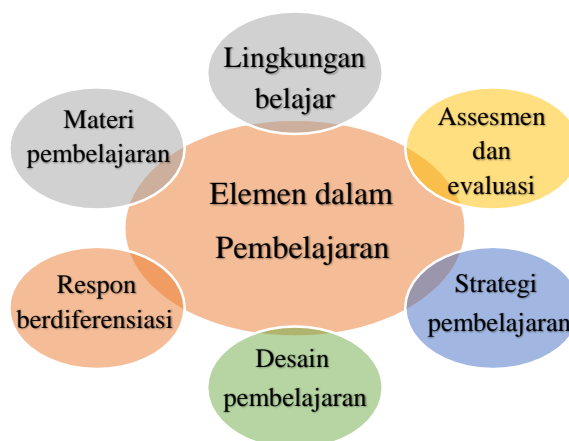 Lingkungan
belajar
Materi
pembelajaran
Assesmen
dan
evaluasi
Elemen dalam
Pembelajaran
Respon
berdiferensiasi
Strategi
pembelajaran
Desain
pembelajaran